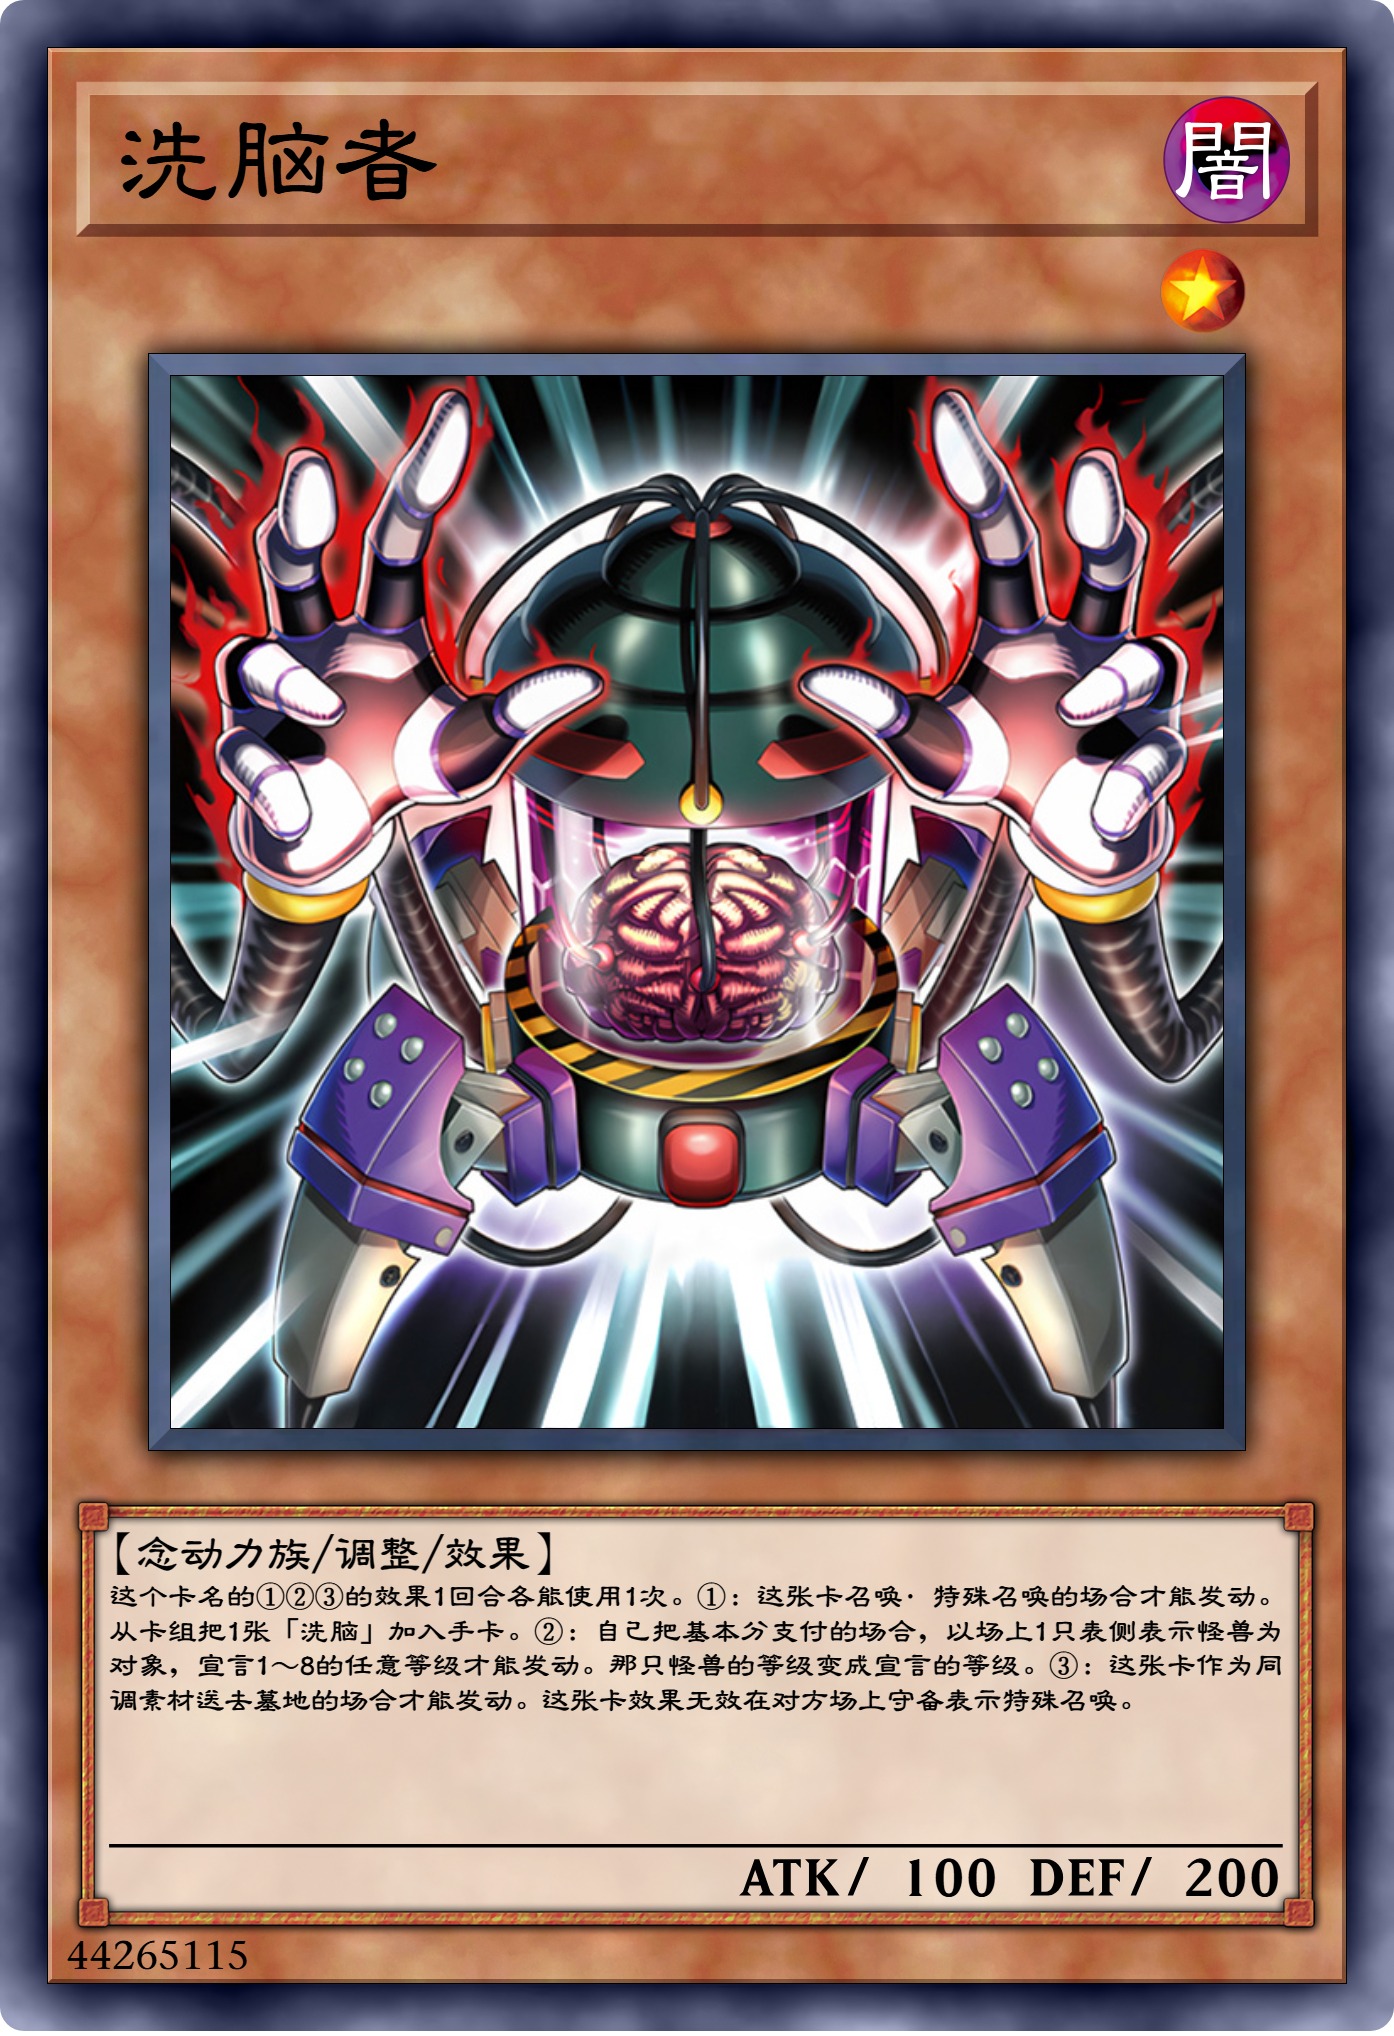 洗脑者
闇
【念动力族/调整/效果】
这个卡名的①②③的效果1回合各能使用1次。①：这张卡召唤·特殊召唤的场合才能发动。
从卡组把1张「洗脑」加入手卡。②：自己把基本分支付的场合，以场上1只表侧表示怪兽为
对象，宣言1～8的任意等级才能发动。那只怪兽的等级变成宣言的等级。③：这张卡作为同
调素材送去墓地的场合才能发动。这张卡效果无效在对方场上守备表示特殊召唤。
ATK/ 100 DEF/ 200
44265115